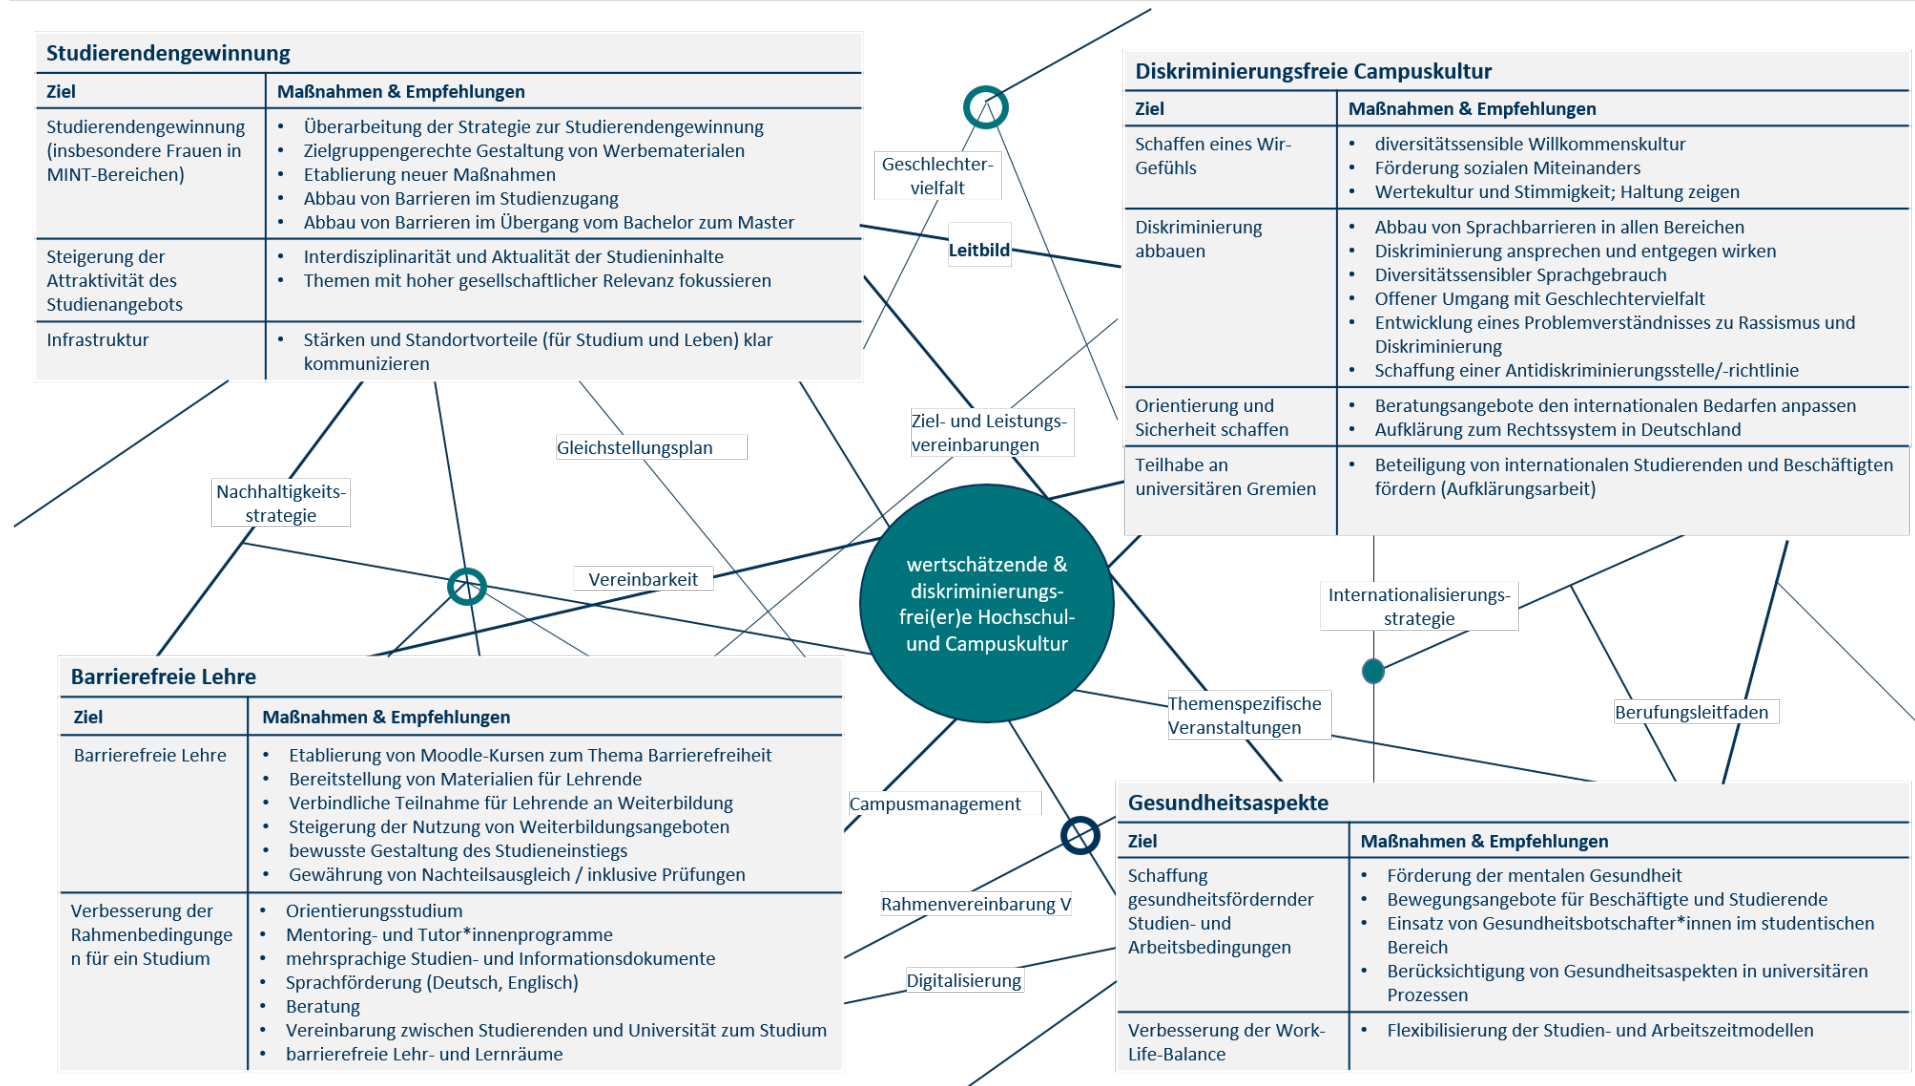 Studierendengewinnung
Ziel
Maßnahmen & Empfehlungen
Studierendengewinnung
(insbesondere Frauen in
MINT-Bereichen)
• Überarbeitung der Strategie zur Studierendengewinnung
• Zielgruppengerechte Gestaltung von Werbematerialen
• Etablierung neuer Maßnahmen
• Abbau von Barrieren im Studienzugang
• Abbau von Barrieren im Übergang vom Bachelor zum Master
Steigerung der
Attraktivität des
Studienangebots
• Interdisziplinarität und Aktualität der Studieninhalte
• Themen mit hoher gesellschaftlicher Relevanz fokussieren
Infrastruktur
• Stärken und Standortvorteile (für Studium und Leben) klar
kommunizieren
Geschlechter-
vielfalt
Leitbild
Diskriminierungsfreie Campuskultur
Ziel
Maßnahmen & Empfehlungen
Schaffen eines Wir-
Gefühls
• diversitätssensible Willkommenskultur
• Förderung sozialen Miteinanders
• Wertekultur und Stimmigkeit; Haltung zeigen
Diskriminierung
abbauen
• Abbau von Sprachbarrieren in allen Bereichen
• Diskriminierung ansprechen und entgegen wirken
• Diversitätssensibler Sprachgebrauch
• Offener Umgang mit Geschlechtervielfalt
• Entwicklung eines Problemverständnisses zu Rassismus und
Diskriminierung
• Schaffung einer Antidiskriminierungsstelle/-richtlinie
Orientierung und
Sicherheit schaffen
• Beratungsangebote den internationalen Bedarfen anpassen
• Aufklärung zum Rechtssystem in Deutschland
Teilhabe an
universitären Gremien
• Beteiligung von internationalen Studierenden und Beschäftigten
fördern (Aufklärungsarbeit)
Ziel- und Leistungs-
vereinbarungen
Gleichstellungsplan
Nachhaltigkeits-
strategie
Vereinbarkeit
wertschätzende &
diskriminierungs-
frei(er)e Hochschul-
und Campuskultur
Internationalisierungs-
strategie
Themenspezifische
Veranstaltungen
Berufungsleitfaden
Campusmanagement
Rahmenvereinbarung V
Digitalisierung
Barrierefreie Lehre
Ziel
Maßnahmen & Empfehlungen
Barrierefreie Lehre
• Etablierung von Moodle-Kursen zum Thema Barrierefreiheit
• Bereitstellung von Materialien für Lehrende
• Verbindliche Teilnahme für Lehrende an Weiterbildung
• Steigerung der Nutzung von Weiterbildungsangeboten
• bewusste Gestaltung des Studieneinstiegs
• Gewährung von Nachteilsausgleich / inklusive Prüfungen
Verbesserung der
Rahmenbedingunge
n für ein Studium
• Orientierungsstudium
• Mentoring- und Tutor*innenprogramme
• mehrsprachige Studien- und Informationsdokumente
• Sprachförderung (Deutsch, Englisch)
• Beratung
• Vereinbarung zwischen Studierenden und Universität zum Studium
• barrierefreie Lehr- und Lernräume
Gesundheitsaspekte
Ziel
Maßnahmen & Empfehlungen
Schaffung
gesundheitsfördernder
Studien- und
Arbeitsbedingungen
• Förderung der mentalen Gesundheit
• Bewegungsangebote für Beschäftigte und Studierende
• Einsatz von Gesundheitsbotschafter*innen im studentischen
Bereich
• Berücksichtigung von Gesundheitsaspekten in universitären
Prozessen
Verbesserung der Work-
Life-Balance
• Flexibilisierung der Studien- und Arbeitszeitmodellen